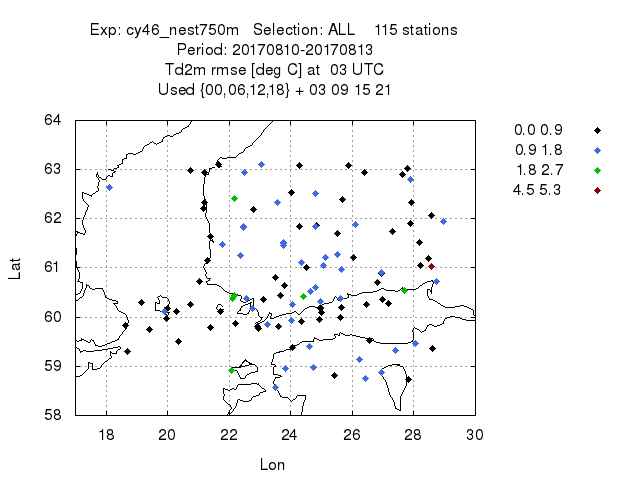 Exp: cy46_nest750m Selection: ALL 115 stations
Period: 20170810-20170813
Td2m rmse [deg C] at 03 UTC
Used {00,06,12,18} + 03 09 15 21
0.0 0.9
0.9 1.8
1.8 2.7
4.5 5.3
64
63
62
61
60
59
58
Lat
18 20 22 24 26 28 30
Lon